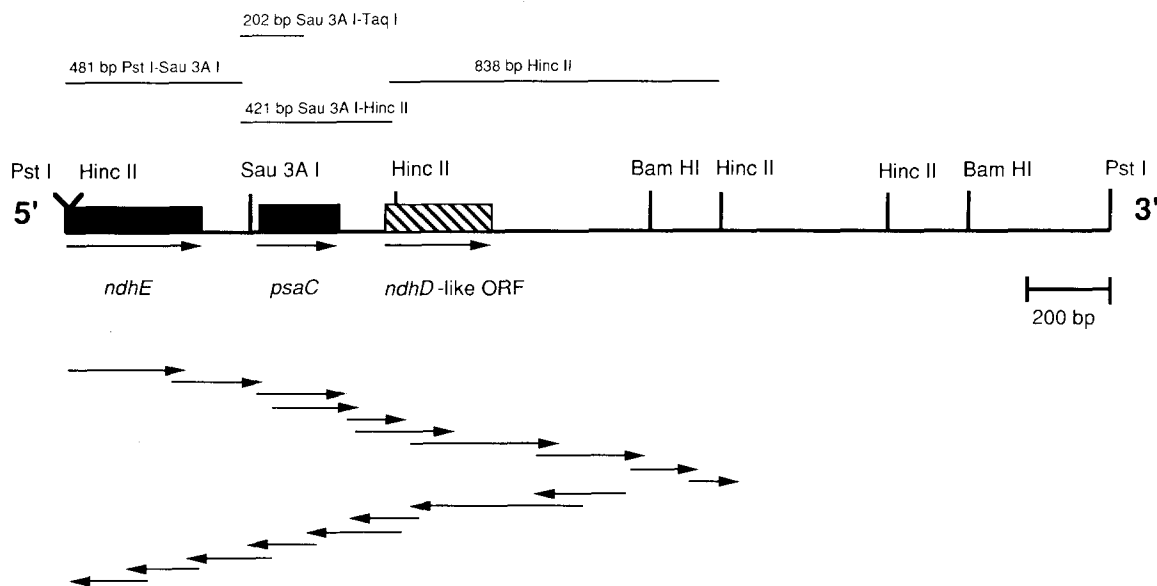 202 bp Sau 3A I-Taq I
481 bp Pst I-Sau 3A I
838 bp Hinc II
421 bp Sau 3A I-Hinc II
Pst I Hinc II Sau 3A I Hinc II Bam HI Hinc II Hinc II Bam HI Pst I
5' 3'
ndhE psaC ndhD-like ORF
200 bp